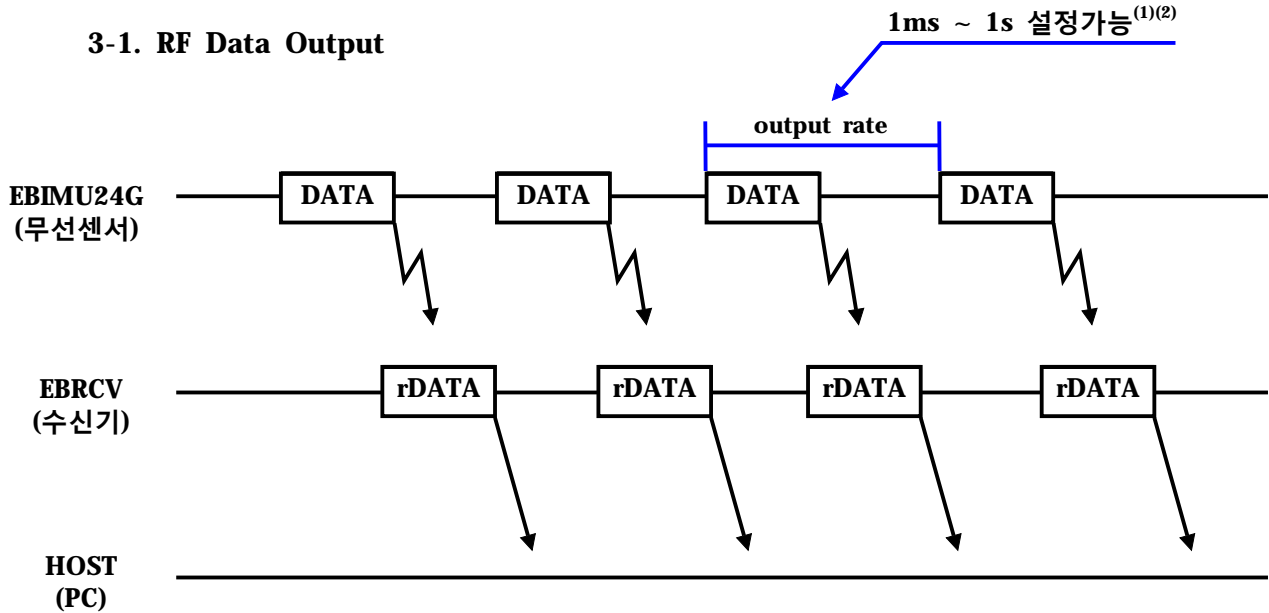 1ms ~ 1s 설정가능(1)(2)
3-1. RF Data Output
output rate
EBIMU24G
(무선센서)
DATA DATA DATA DATA
EBRCV
(수신기)
rDATA rDATA rDATA rDATA
HOST
(PC)